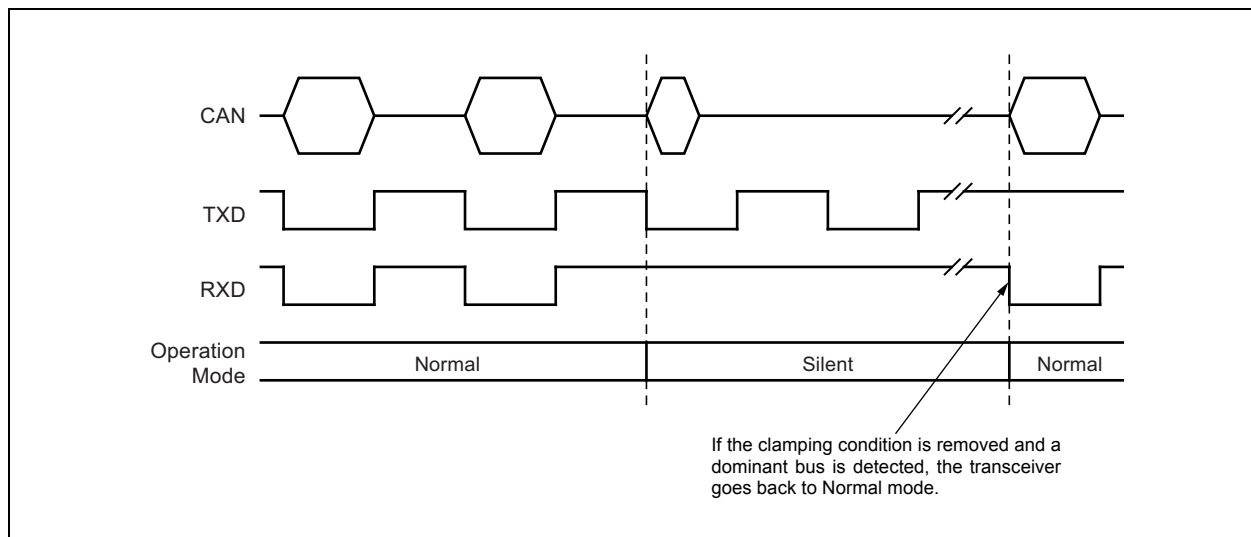 CAN
TXD
RXD
Operation
Mode
Normal
Silent
Normal
If the clamping condition is removed and a
dominant bus is detected, the transceiver
goes back to Normal mode.